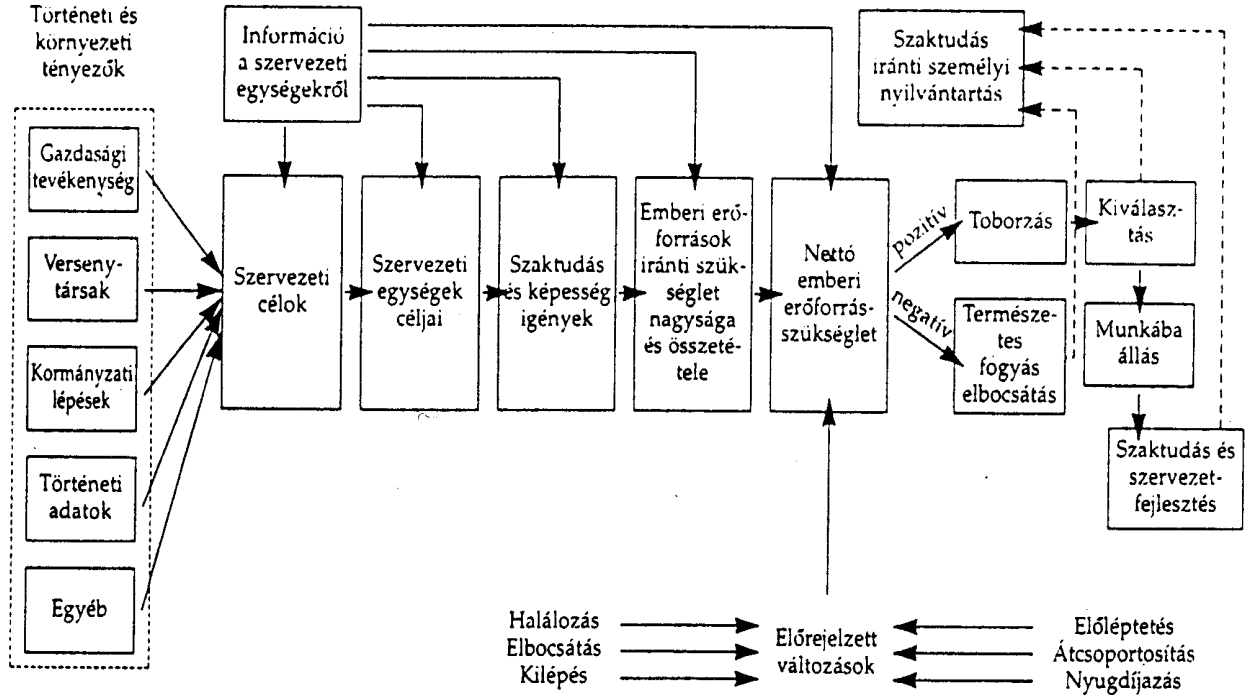 Történeti és
környezeti
tényezők
Gazdasági
tevékenység
Verseny-
társak
Kormányzati
lépések
Történeti
adatok
Egyéb
Információ
a szervezeti
egységekről
Szervezeti
célok
Szervezeti
egységek
céljai
Szaktudás
és képesség
igények
Emberi erő-
források
iránti szük-
séglet
nagysága
és összeté-
tele
Nettó
emberi
erőforrás-
szükséglet
pozitív
negatív
Toborzás
Természe-
tes
fogyás
elbocsátás
Szaktudás
iránti személyi
nyilvántartás
Kiválasz-
tás
Munkába
állás
Szaktudás és
szervezet-
fejlesztés
Halálozás
Elbocsátás
Kilépés
Előrejelzett
változások
Előléptetés
Átcsoportosítás
Nyugdíjazás